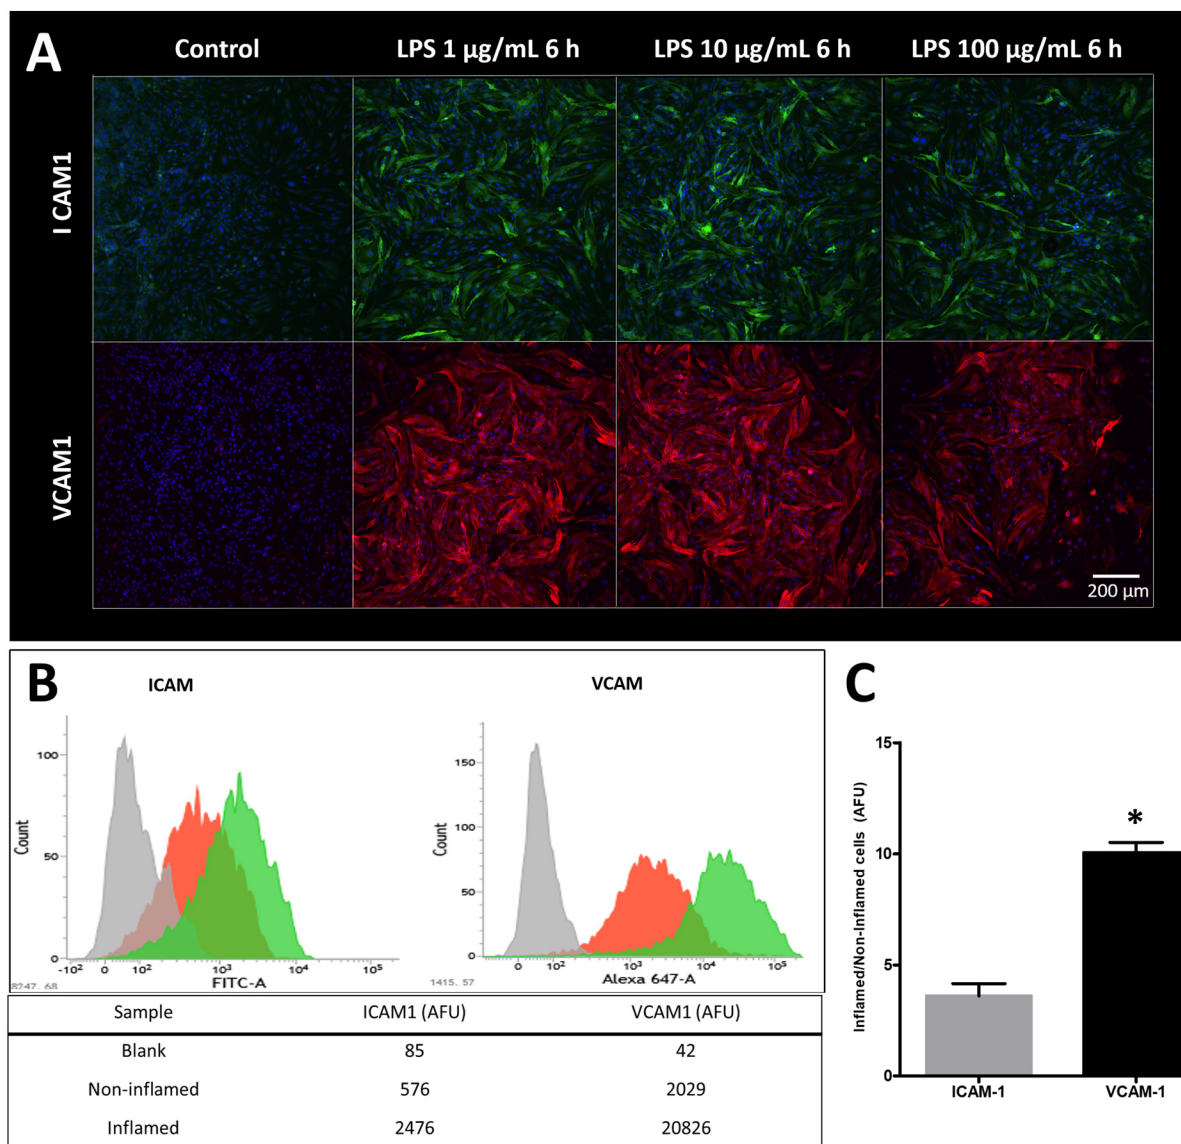 A
Control
LPS 1 µg/mL 6 h
LPS 10 µg/mL 6 h
LPS 100 µg/mL 6 h
I CAM1
VCAM1
200 µm
B
ICAM
VCAM
Count
100
50
0
-10² 0 10² 10³ 10⁴ 10⁵
FITC-A
Count
150
100
50
0
0 10² 10³ 10⁴ 10⁵
1415. 57
Alexa 647-A
Sample ICAM1 (AFU) VCAM1 (AFU)
Blank 85 42
Non-inflamed 576 2029
Inflamed 2476 20826
C
Inflamed/Non-Inflamed cells (AFU)
15
10
5
0
*
ICAM-1
VCAM-1